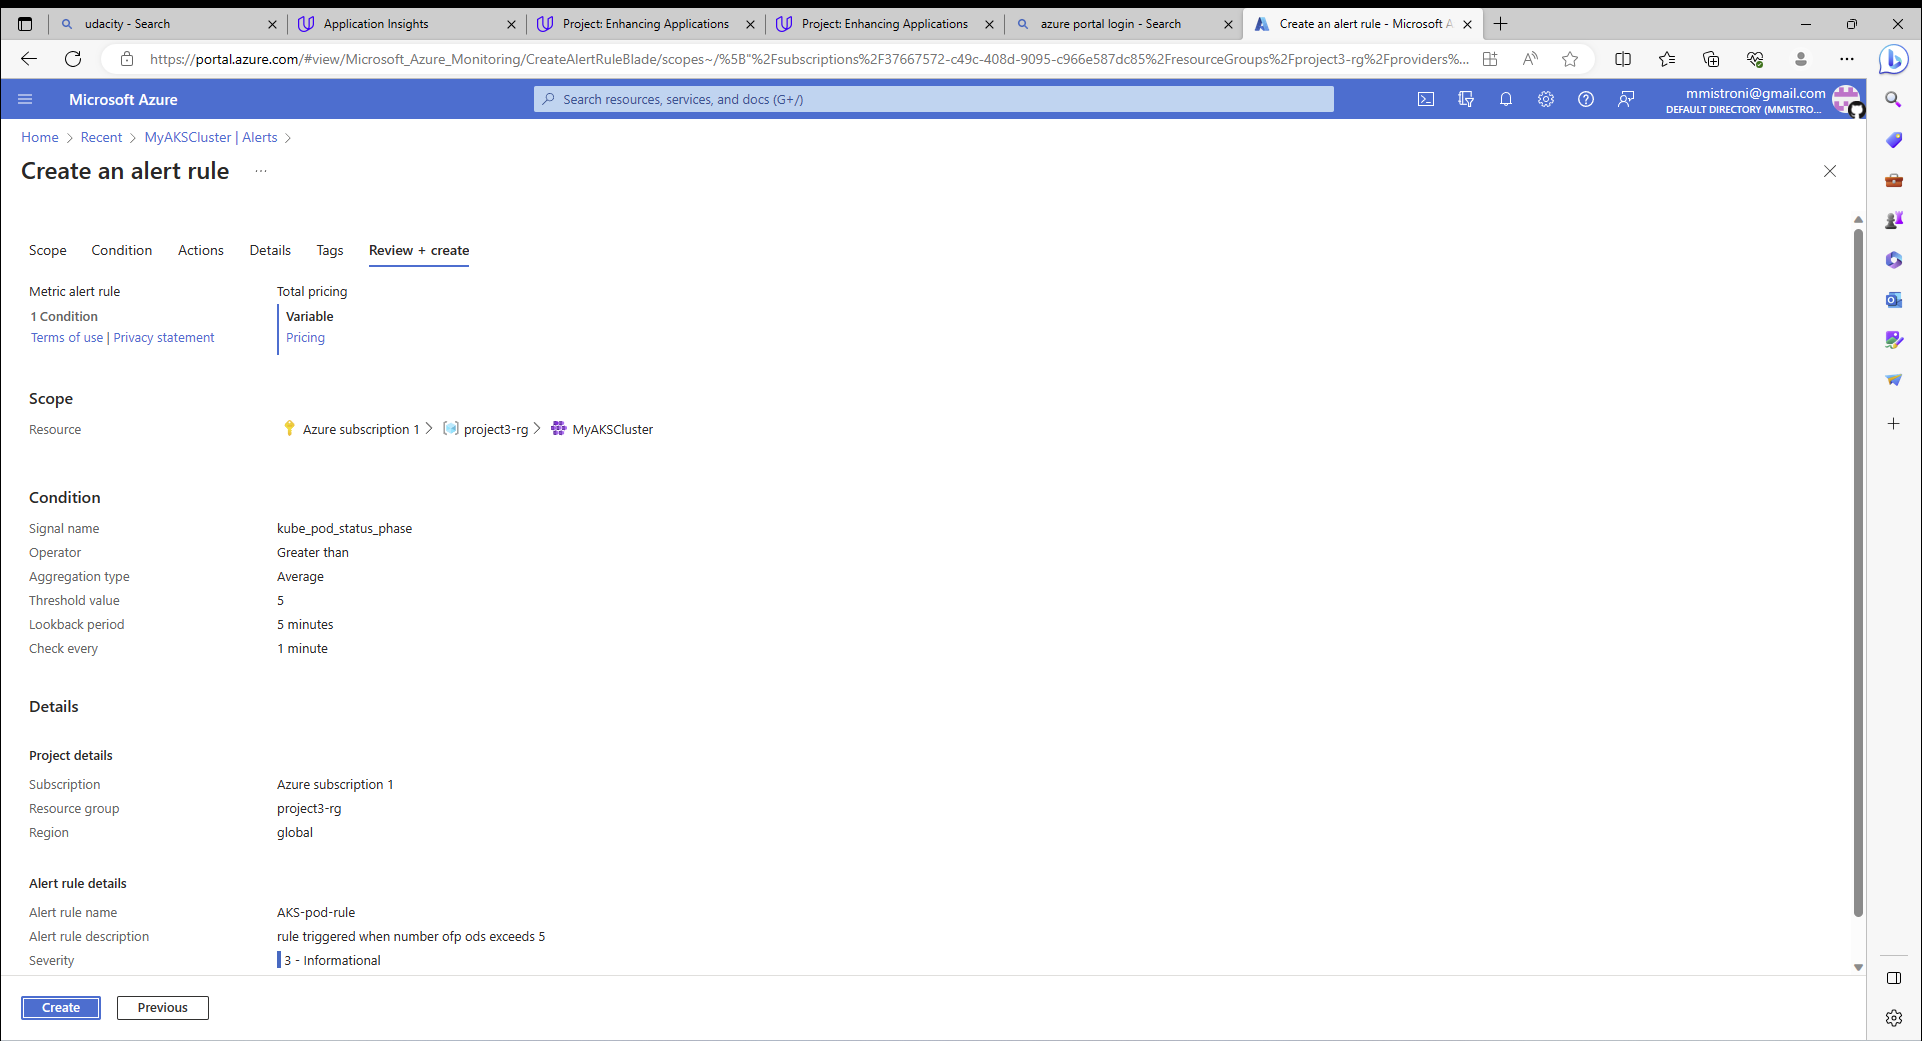 udacity - Search
Application Insights
Project: Enhancing Applications
Project: Enhancing Applications
azure portal login - Search
Create an alert rule - Microsoft A
https://portal.azure.com/#view/Microsoft_Azure_Monitoring/CreateAlertRuleBlade/scopes~/%5B"%2Fsubscriptions%2F37667572-c49c-408d-9095-c966e587dc85%2FresourceGroups%2Fproject3-rg%2Fproviders%...
Microsoft Azure
Search resources, services, and docs (G+/)
mmistroni@gmail.com
DEFAULT DIRECTORY (MMISTRO...
Home > Recent > MyAKSCluster | Alerts >
Create an alert rule ...
Scope Condition Actions Details Tags Review + create
Metric alert rule
1 Condition
Terms of use | Privacy statement
Total pricing
Variable
Pricing
Scope
Resource Azure subscription 1 > project3-rg > MyAKSCluster
Condition
Signal name kube_pod_status_phase
Operator Greater than
Aggregation type Average
Threshold value 5
Lookback period 5 minutes
Check every 1 minute
Details
Project details
Subscription Azure subscription 1
Resource group project3-rg
Region global
Alert rule details
Alert rule name AKS-pod-rule
Alert rule description rule triggered when number ofp ods exceeds 5
Severity 3 - Informational
Create Previous